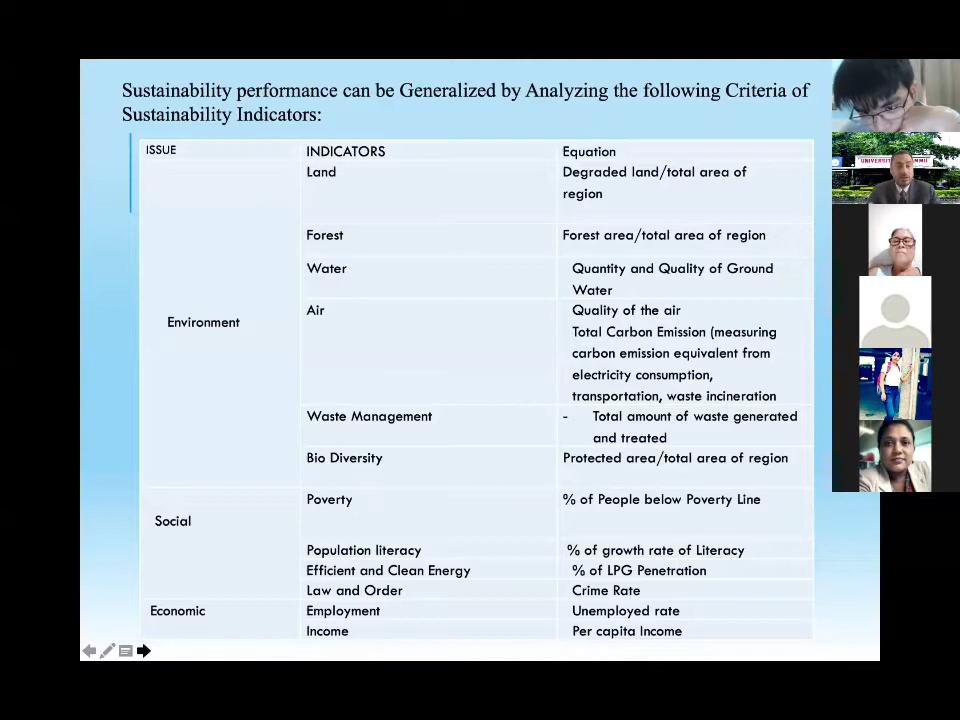 Sustainability performance can be Generalized by Analyzing the following Criteria of
Sustainability Indicators:
ISSUE
INDICATORS
Equation
Environment
Land
Degraded land/total area of
region
Forest
Forest area/total area of region
Water
Quantity and Quality of Ground
Water
Air
Quality of the air
Total Carbon Emission (measuring
carbon emission equivalent from
electricity consumption,
transportation, waste incineration
Waste Management
- Total amount of waste generated
and treated
Bio Diversity
Protected area/total area of region
Social
Poverty
% of People below Poverty Line
Population literacy
% of growth rate of Literacy
Efficient and Clean Energy
% of LPG Penetration
Law and Order
Crime Rate
Economic
Employment
Unemployed rate
Income
Per capita Income